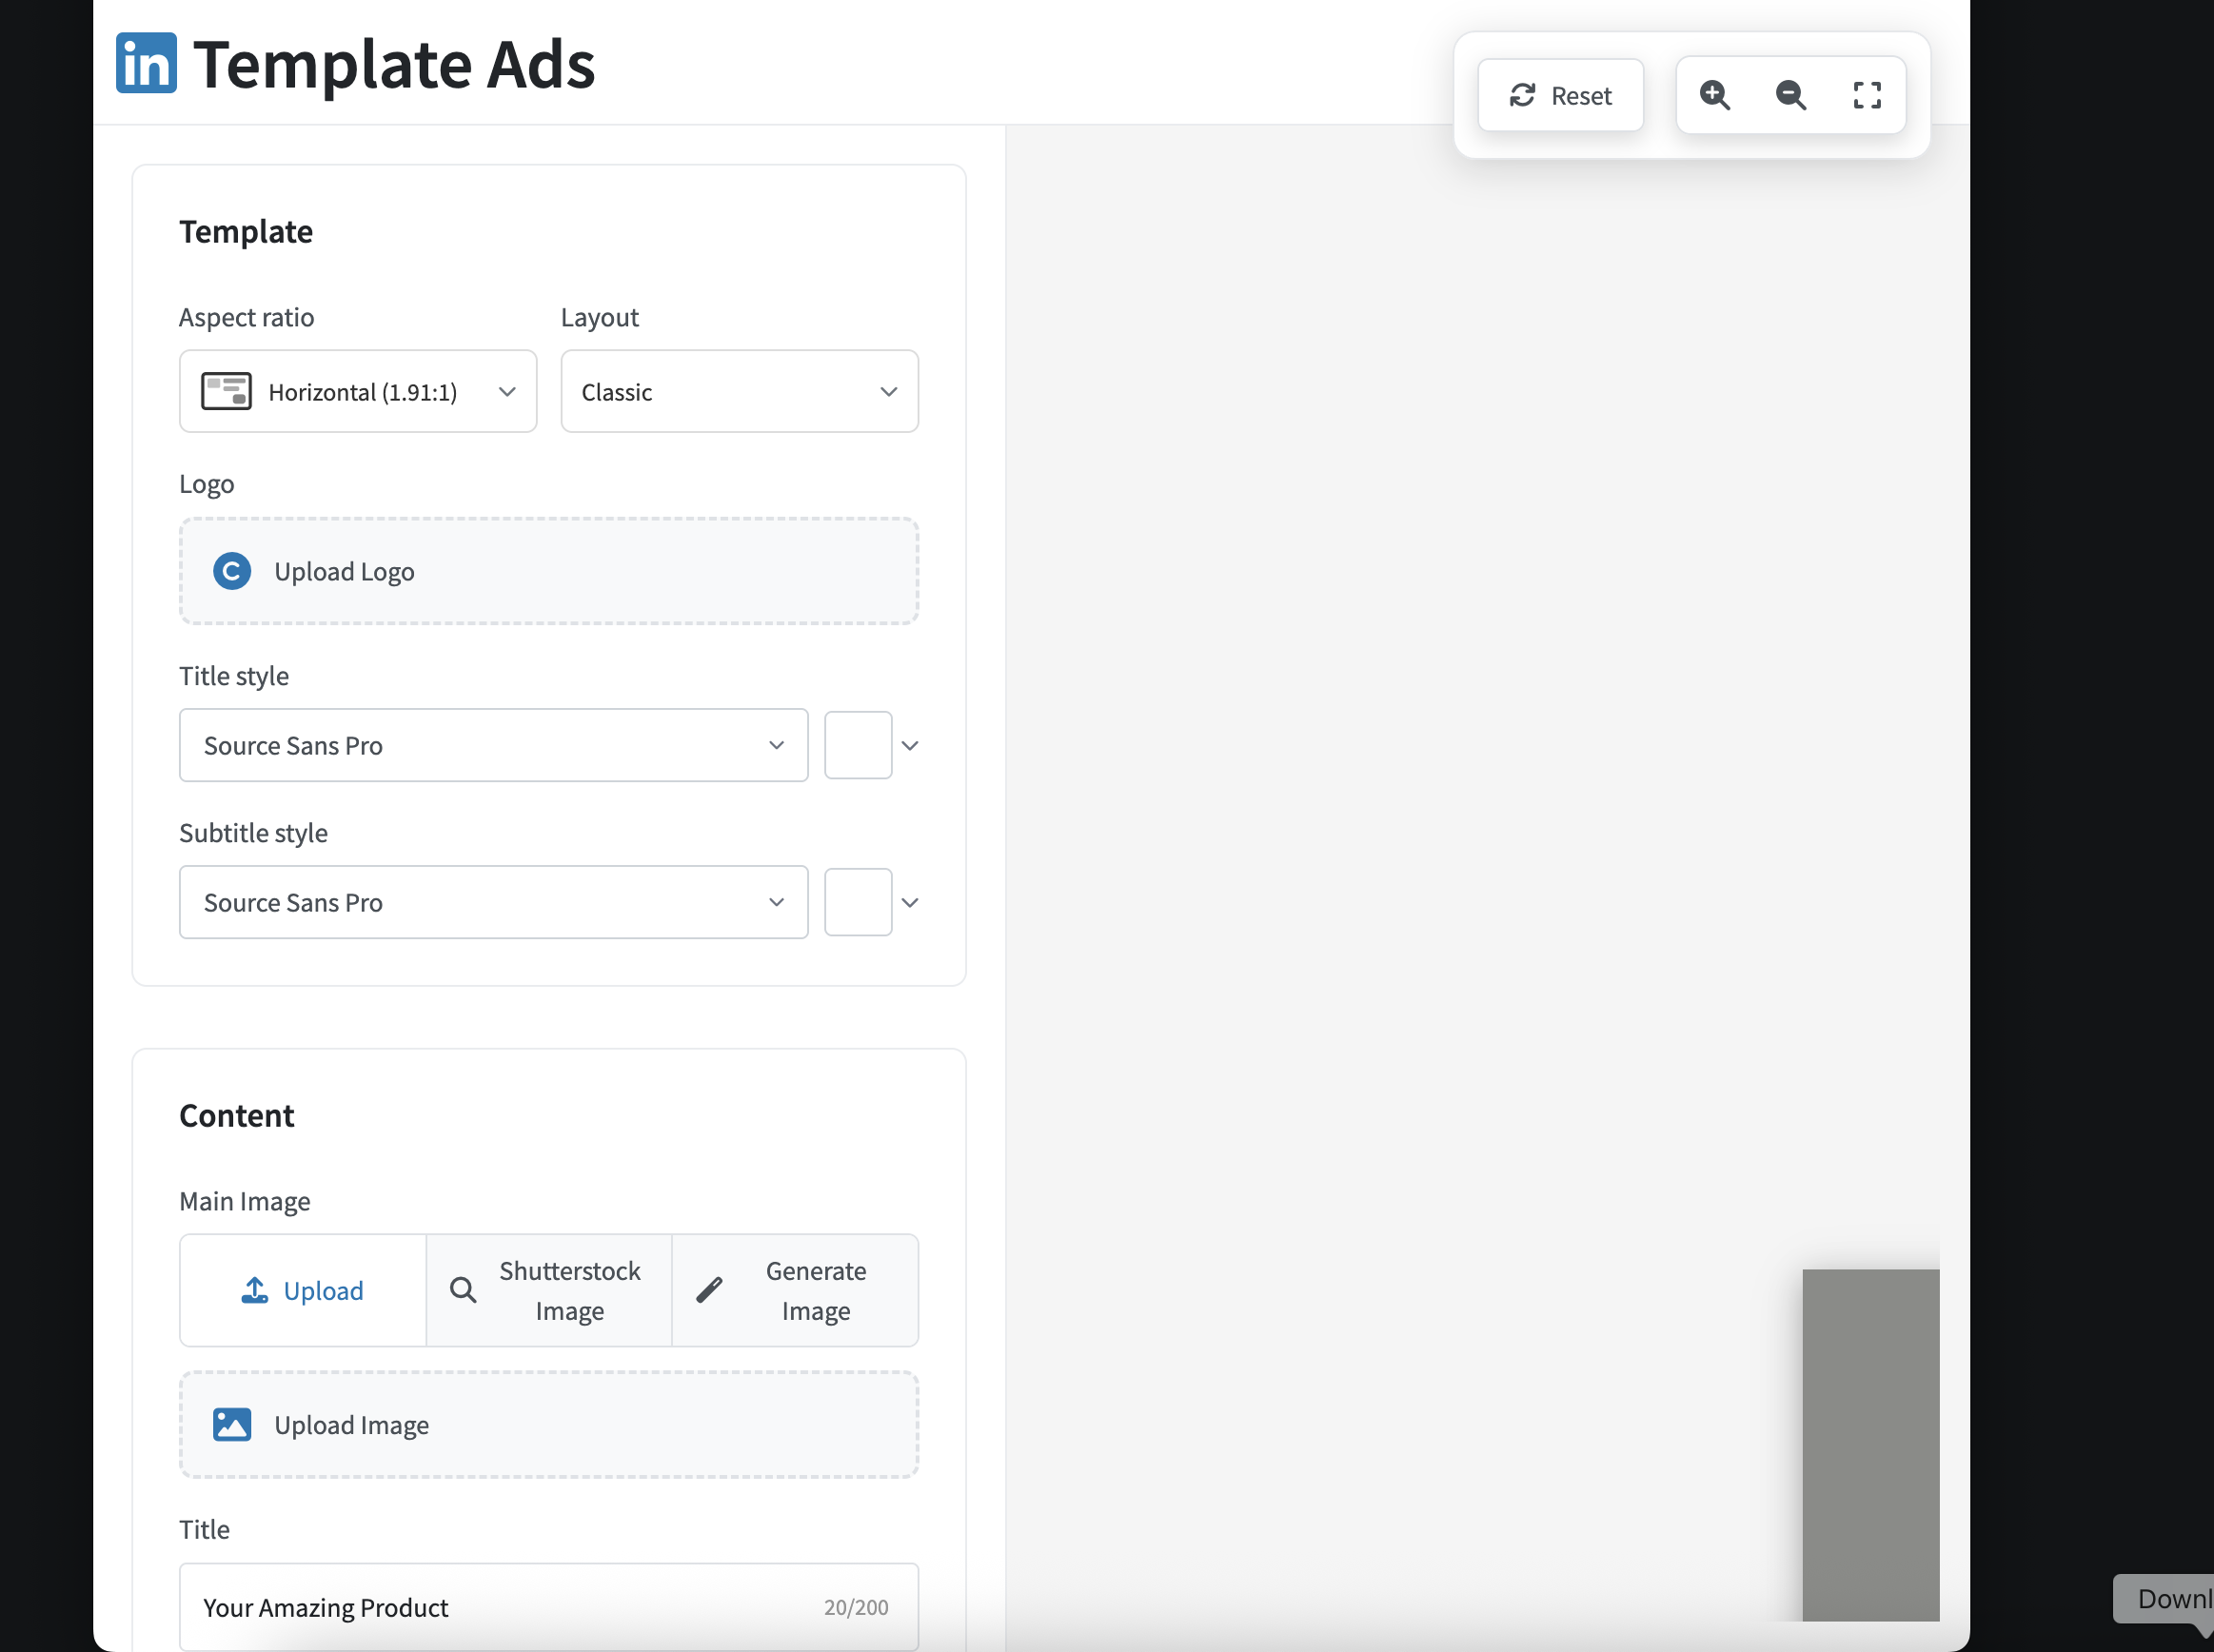 in Template Ads
Reset
Template
Aspect ratio
Layout
Horizontal (1.91:1)
Classic
Logo
C Upload Logo
Title style
Source Sans Pro
Subtitle style
Source Sans Pro
Content
Main Image
Upload
Shutterstock
Image
Generate
Image
Upload Image
Title
Your Amazing Product
20/200